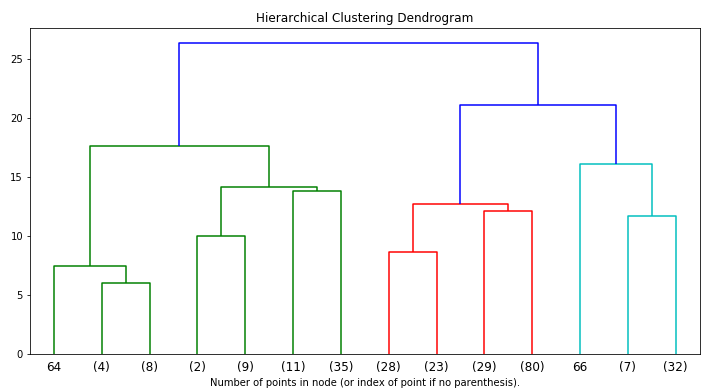 Hierarchical Clustering Dendrogram
25
20
15
10
5
0
64 (4) (8) (2) (9) (11) (35) (28) (23) (29) (80) 66 (7) (32)
Number of points in node (or index of point if no parenthesis).